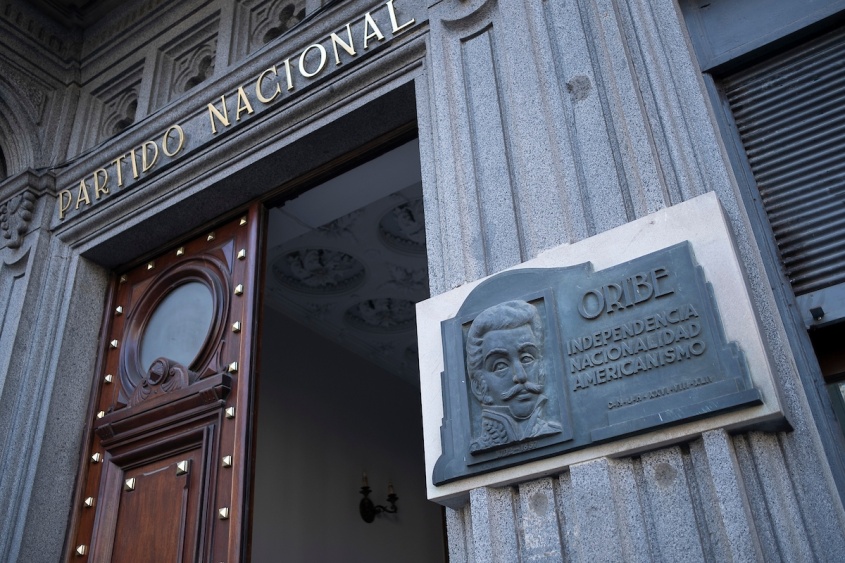 PARTIDO NACIONAL
ORIBE
INDEPENDENCIA
NACIONALIDAD
AMERICANISMO